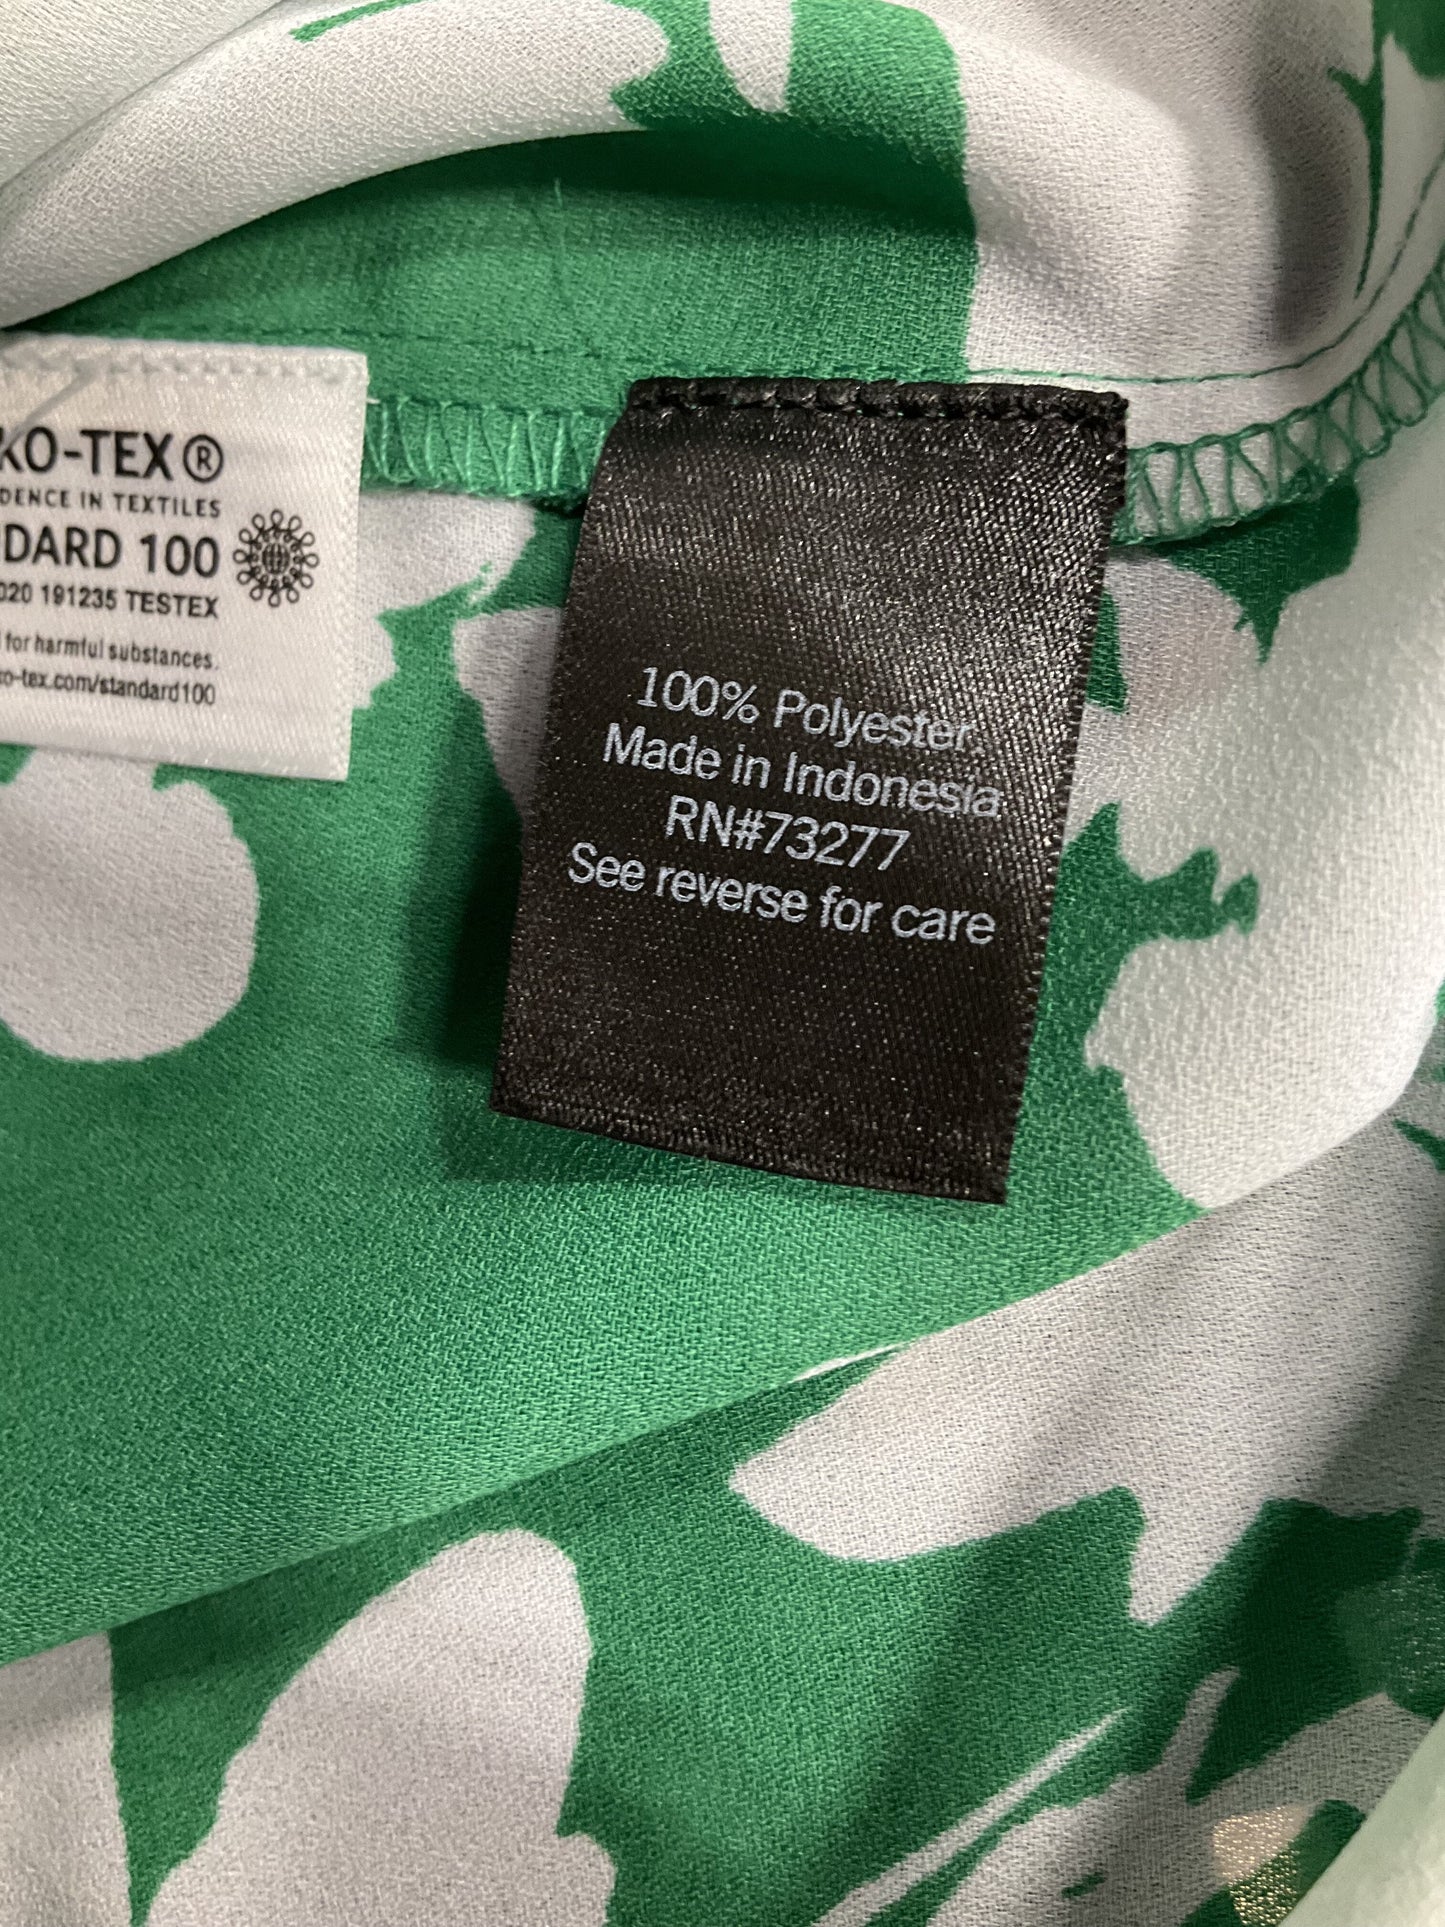 KO-TEX®
DENCE IN TEXTILES
DARD 100
020 191235 TESTEX
for harmful substances.
ko-tex.com/standard100
100% Polyester.
Made in Indonesia
RN#73277
See reverse for care